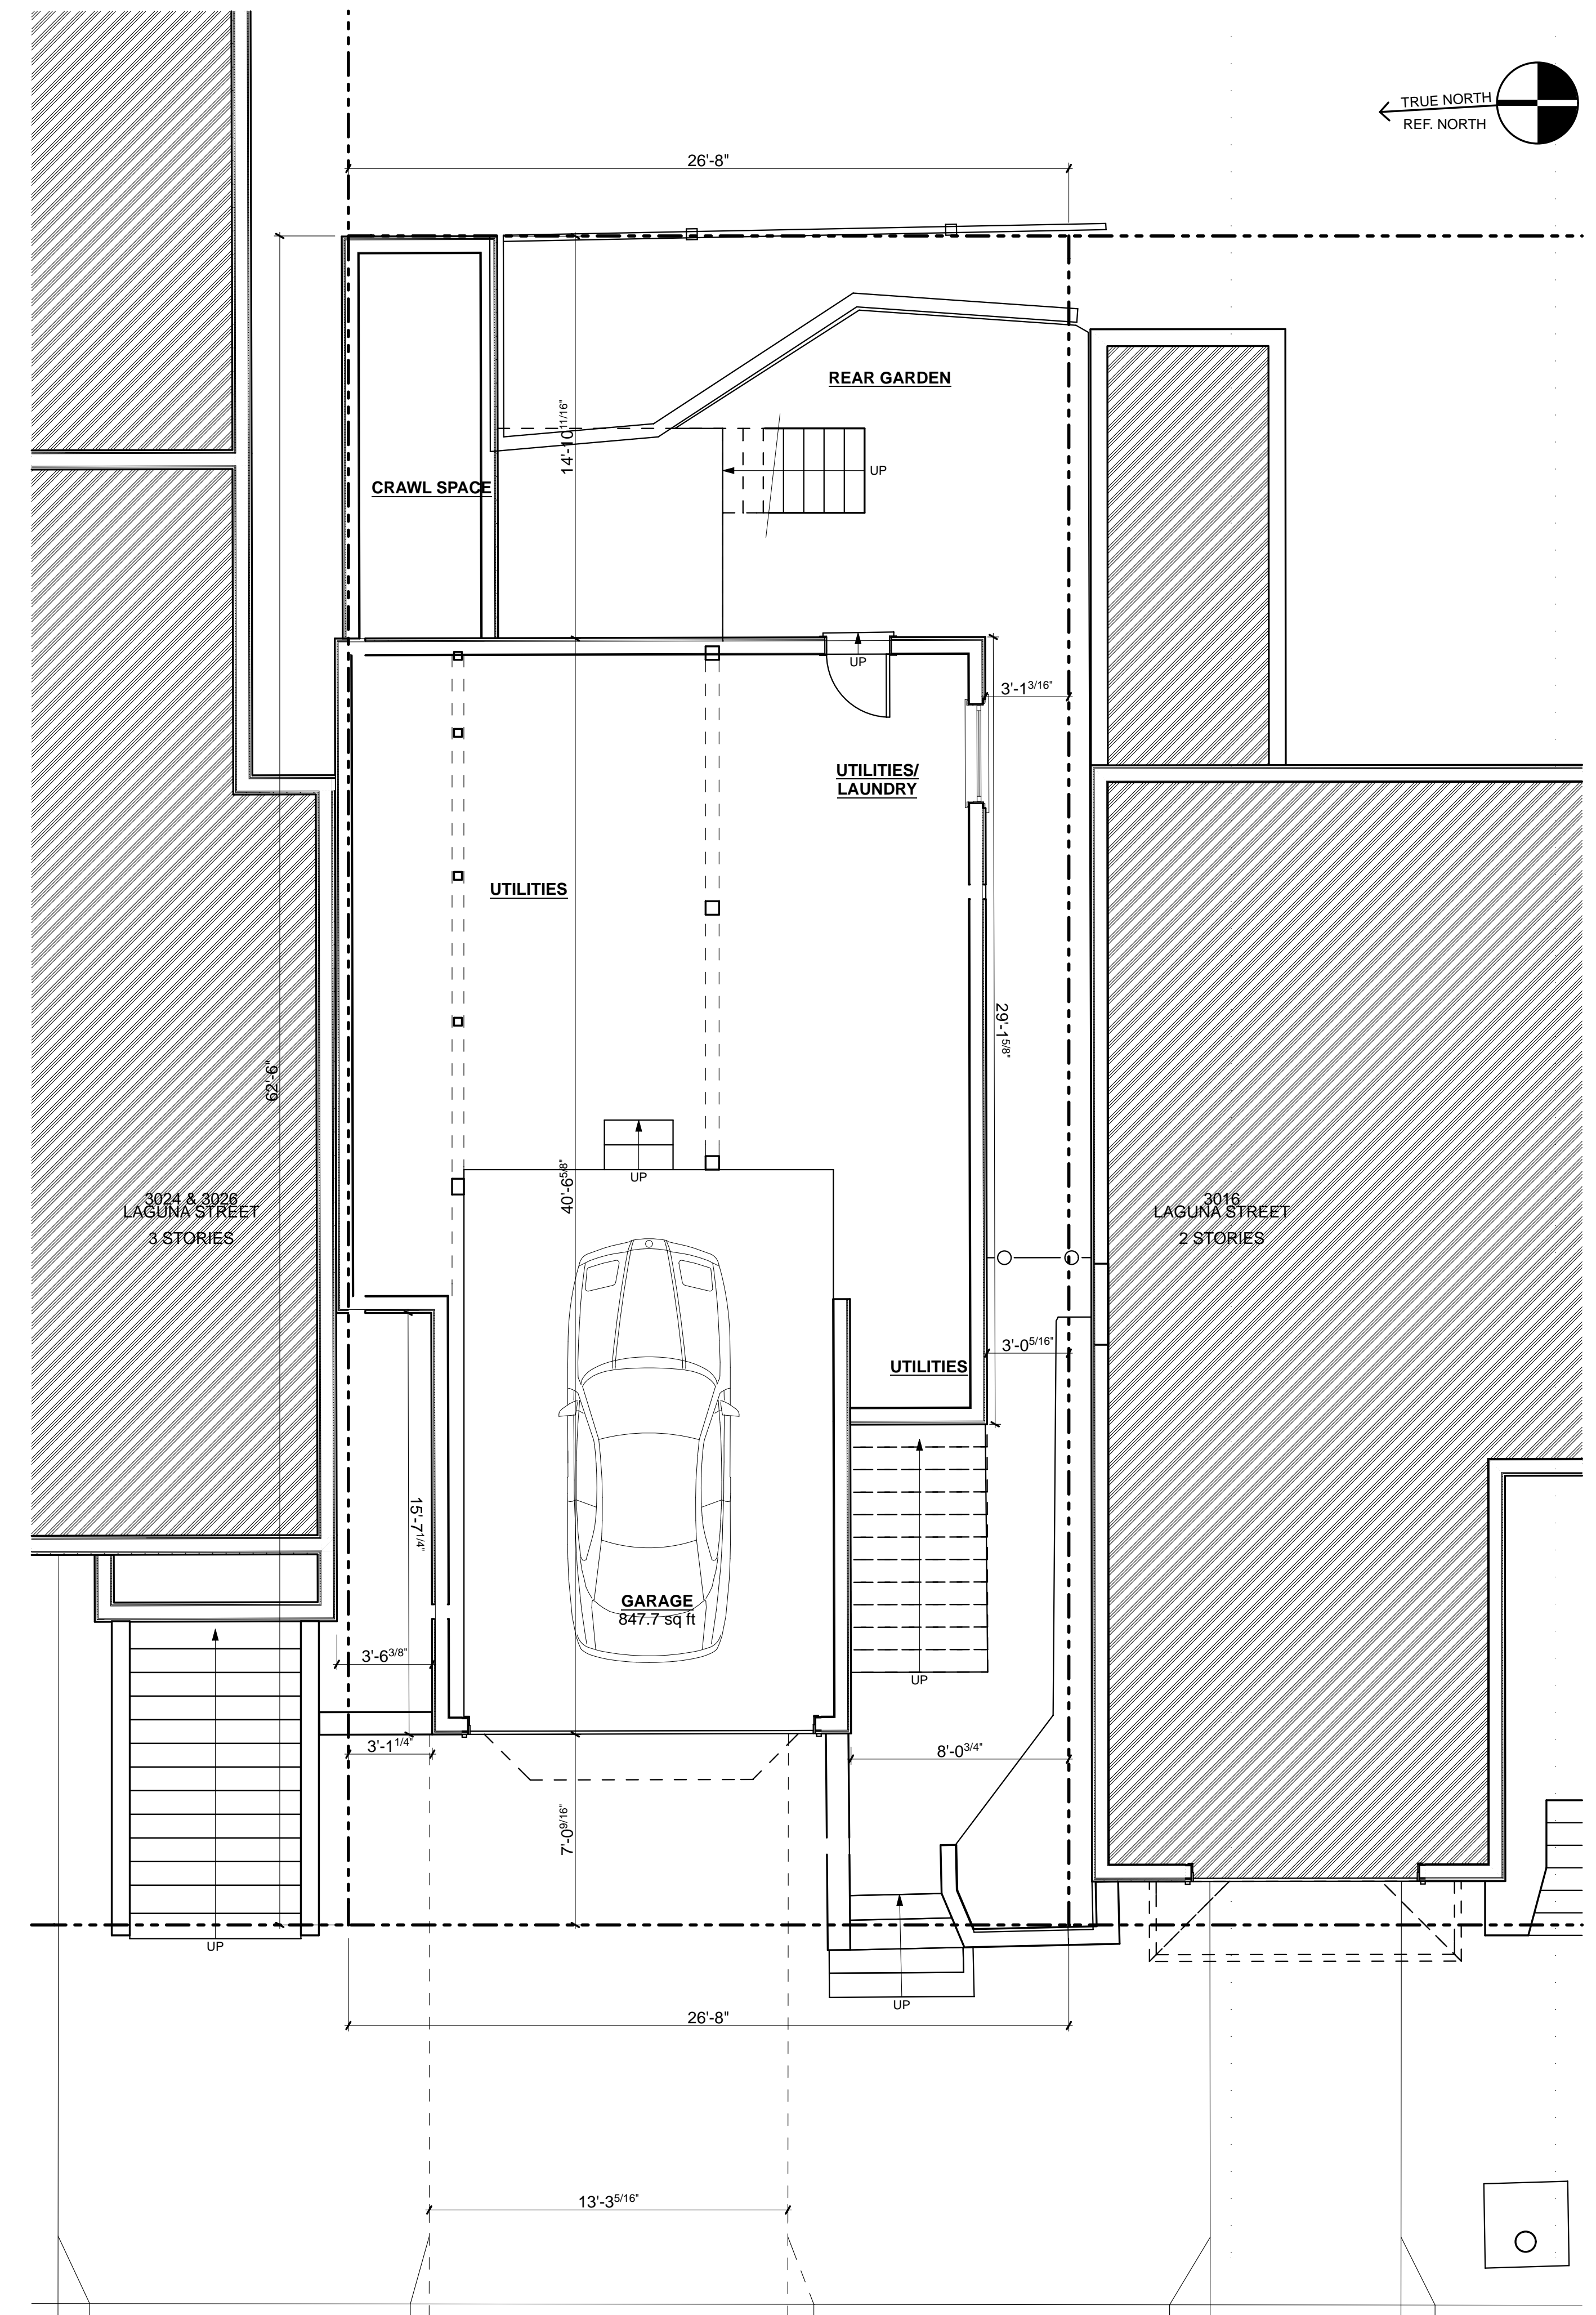 TRUE NORTH
REF. NORTH
26'-8"
REAR GARDEN
14'-10 11/16"
UP
CRAWL SPACE
UP
3'-1 3/16"
UTILITIES/
LAUNDRY
UTILITIES
29'-1 5/8"
62'-6"
40'-6 5/8"
UP
3024 & 3026
LAGUNA STREET
3 STORIES
3016
LAGUNA STREET
2 STORIES
3'-0 5/16"
UTILITIES
15'-7 1/4"
GARAGE
847.7 sq ft
3'-6 3/8"
UP
3'-1 1/4"
8'-0 3/4"
7'-0 9/16"
UP
UP
26'-8"
13'-3 5/16"